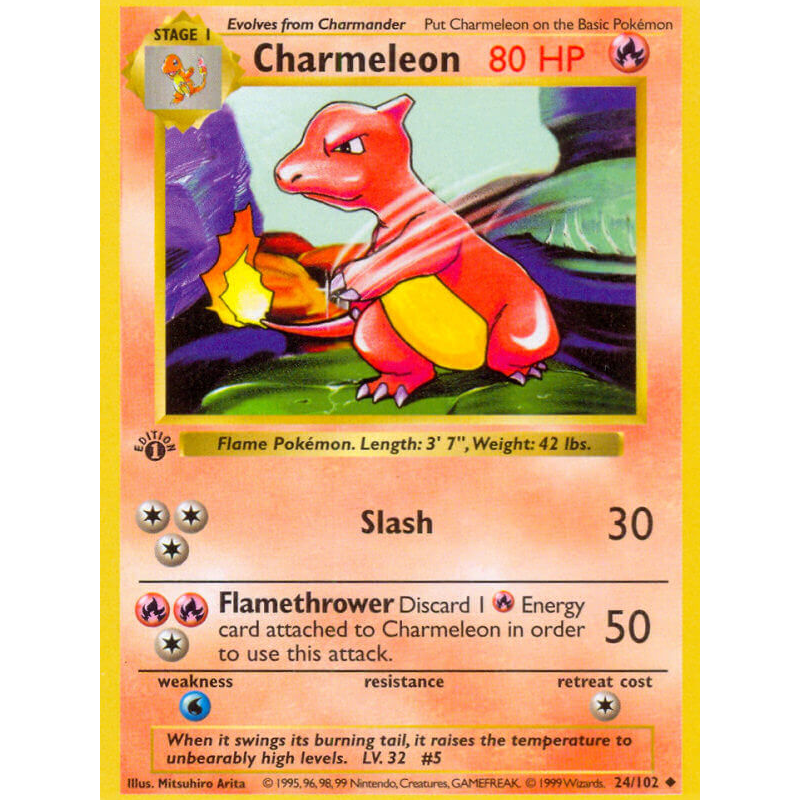 Evolves from Charmander Put Charmeleon on the Basic Pokémon
STAGE 1
Charmeleon 80 HP
EDITION
1
Flame Pokémon. Length: 3' 7", Weight: 42 lbs.
Slash 30
Flamethrower Discard 1 Energy
card attached to Charmeleon in order
to use this attack.
50
weakness resistance retreat cost
When it swings its burning tail, it raises the temperature to
unbearably high levels. LV. 32 #5
Illus. Mitsuhiro Arita © 1995, 96, 98, 99 Nintendo, Creatures, GAMEFREAK. © 1999 Wizards. 24/102